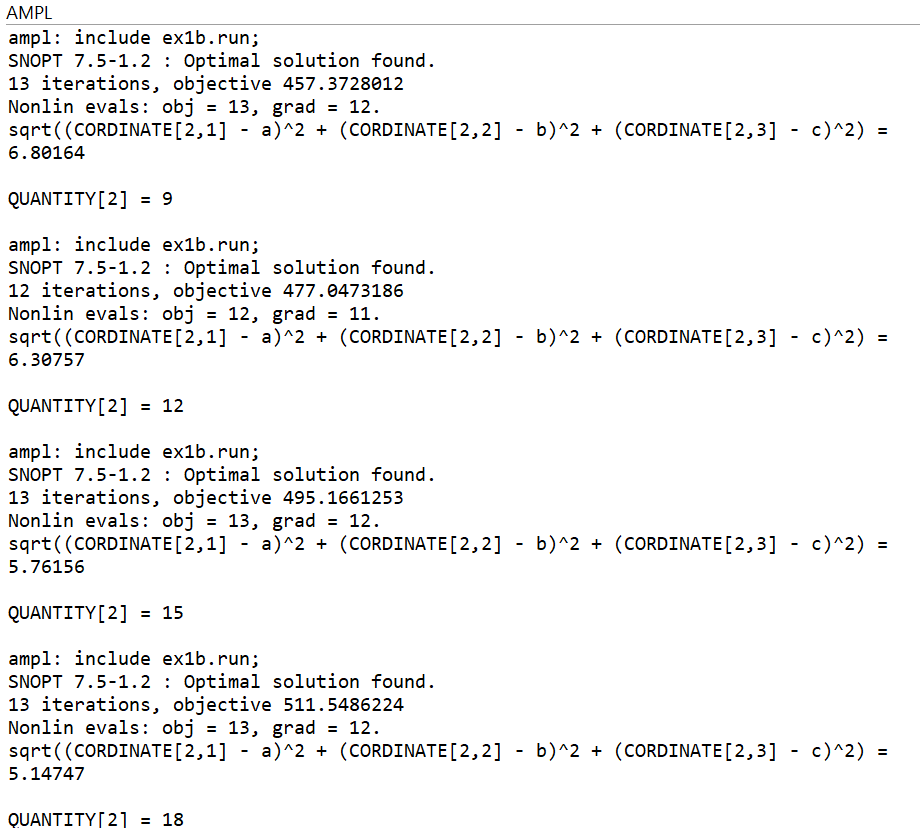 AMPL
ampl: include ex1b.run;
SNOPT 7.5-1.2 : Optimal solution found.
13 iterations, objective 457.3728012
Nonlin evals: obj = 13, grad = 12.
sqrt((CORDINATE[2,1] - a)^2 + (CORDINATE[2,2] - b)^2 + (CORDINATE[2,3] - c)^2) =
6.80164
QUANTITY[2] = 9
ampl: include ex1b.run;
SNOPT 7.5-1.2 : Optimal solution found.
12 iterations, objective 477.0473186
Nonlin evals: obj = 12, grad = 11.
sqrt((CORDINATE[2,1] - a)^2 + (CORDINATE[2,2] - b)^2 + (CORDINATE[2,3] - c)^2) =
6.30757
QUANTITY[2] = 12
ampl: include ex1b.run;
SNOPT 7.5-1.2 : Optimal solution found.
13 iterations, objective 495.1661253
Nonlin evals: obj = 13, grad = 12.
sqrt((CORDINATE[2,1] - a)^2 + (CORDINATE[2,2] - b)^2 + (CORDINATE[2,3] - c)^2) =
5.76156
QUANTITY[2] = 15
ampl: include ex1b.run;
SNOPT 7.5-1.2 : Optimal solution found.
13 iterations, objective 511.5486224
Nonlin evals: obj = 13, grad = 12.
sqrt((CORDINATE[2,1] - a)^2 + (CORDINATE[2,2] - b)^2 + (CORDINATE[2,3] - c)^2) =
5.14747
QUANTITY[2] = 18